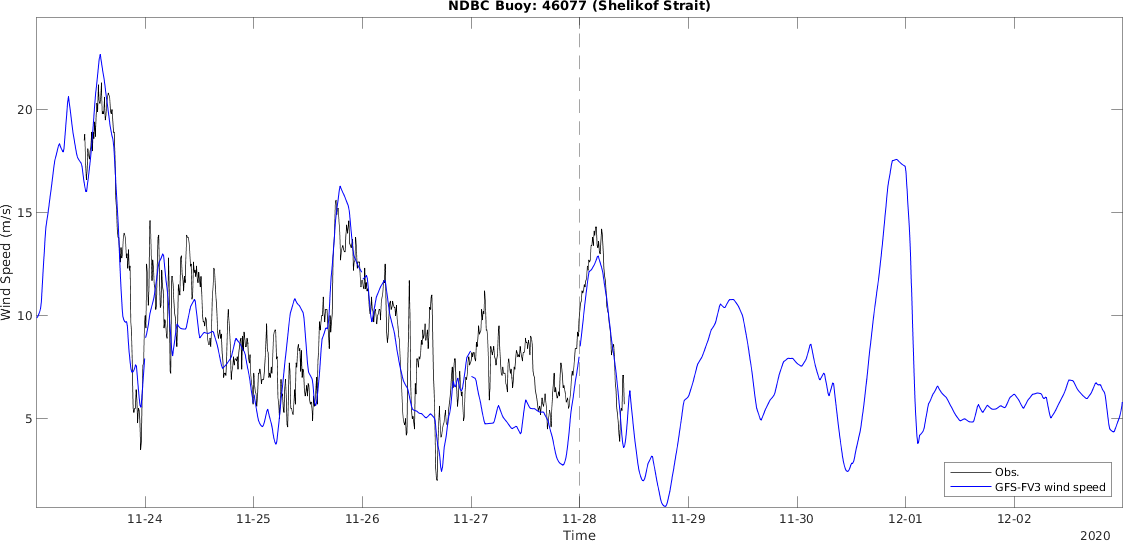 NDBC Buoy: 46077 (Shelikof Strait)
Wind Speed (m/s)
20
15
10
5
11-24
11-25
11-26
11-27
11-28
11-29
11-30
12-01
12-02
Time
2020
Obs.
GFS-FV3 wind speed